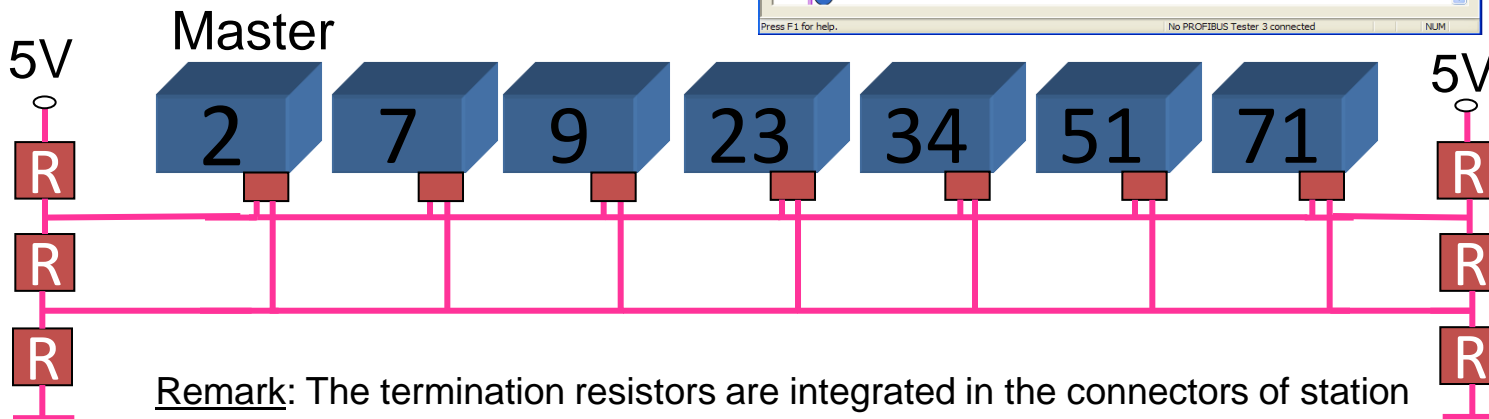 Press F1 for help. No PROFIBUS Tester 3 connected NUM
Master
5V 5V
2 7 9 23 34 51 71
R R
R R
R R
Remark: The termination resistors are integrated in the connectors of station